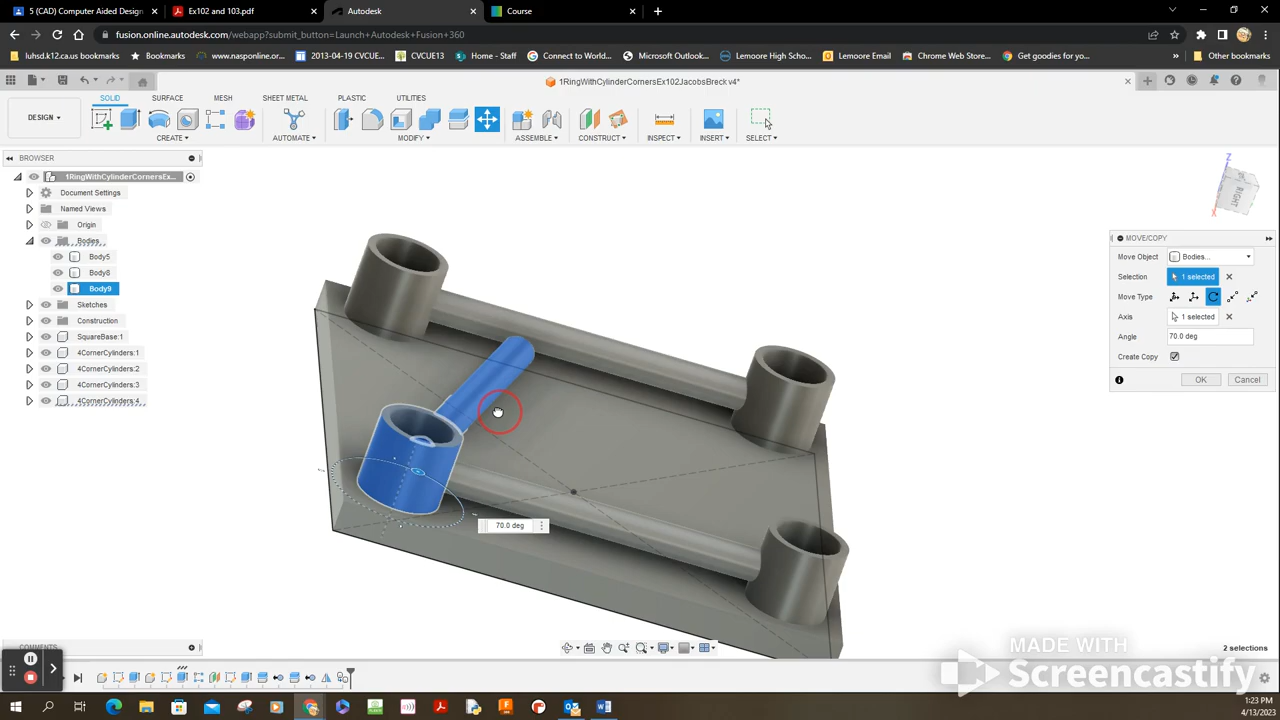 5 (CAD) Computer Aided Design
Ex102 and 103.pdf
Autodesk
Course
fusion.online.autodesk.com/webapp?submit_button=Launch+Autodesk+Fusion+360
luhsd.k12.ca.us bookmarks
Bookmarks
www.nasponline.org...
2013-04-19 CVCUE13...
CVCUE17
Home - Staff
Connect to World...
Microsoft Outlook...
Lemoore High Scho...
Chrome Web Store...
Get goodies for yo...
Other bookmarks
1RingWithCylinderCornersEx102JacobsBreck v4*
DESIGN
SOLID
SURFACE
MESH
SHEET METAL
PLASTIC
UTILITIES
CREATE
AUTOMATE
MODIFY
ASSEMBLE
CONSTRUCT
INSPECT
INSERT
SELECT
BROWSER
1RingWithCylinderCornersEx...
Document Settings
Named Views
Origin
Bodies
Body5
Body8
Body9
Sketches
Construction
SquareBase:1
4CornerCylinders:1
4CornerCylinders:2
4CornerCylinders:3
4CornerCylinders:4
Z
X
RIGHT
MOVE/COPY
Move Object
Bodies...
Selection
1 selected
Move Type
Axis
1 selected
Angle
70.0 deg
Create Copy
OK
Cancel
70.0 deg
COMMENTS
2 selections
MADE WITH
Screencastify
1:23 PM
4/13/2023